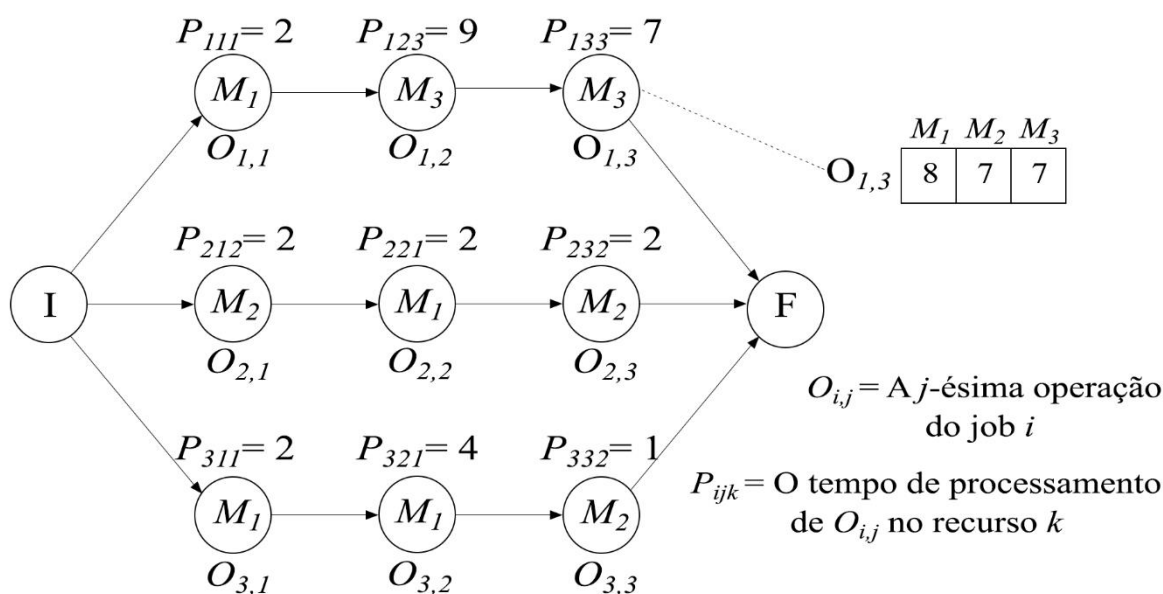 P111= 2 P123= 9 P133= 7
M1 M3 M3
O1,1 O1,2 O1,3
M1 M2 M3
O1,3 8 7 7
P212= 2 P221= 2 P232= 2
I M2 M1 M2 F
O2,1 O2,2 O2,3
Oi,j = A j-ésima operação
do job i
P311= 2 P321= 4 P332= 1
Pijk = O tempo de processamento
de Oi,j no recurso k
M1 M1 M2
O3,1 O3,2 O3,3